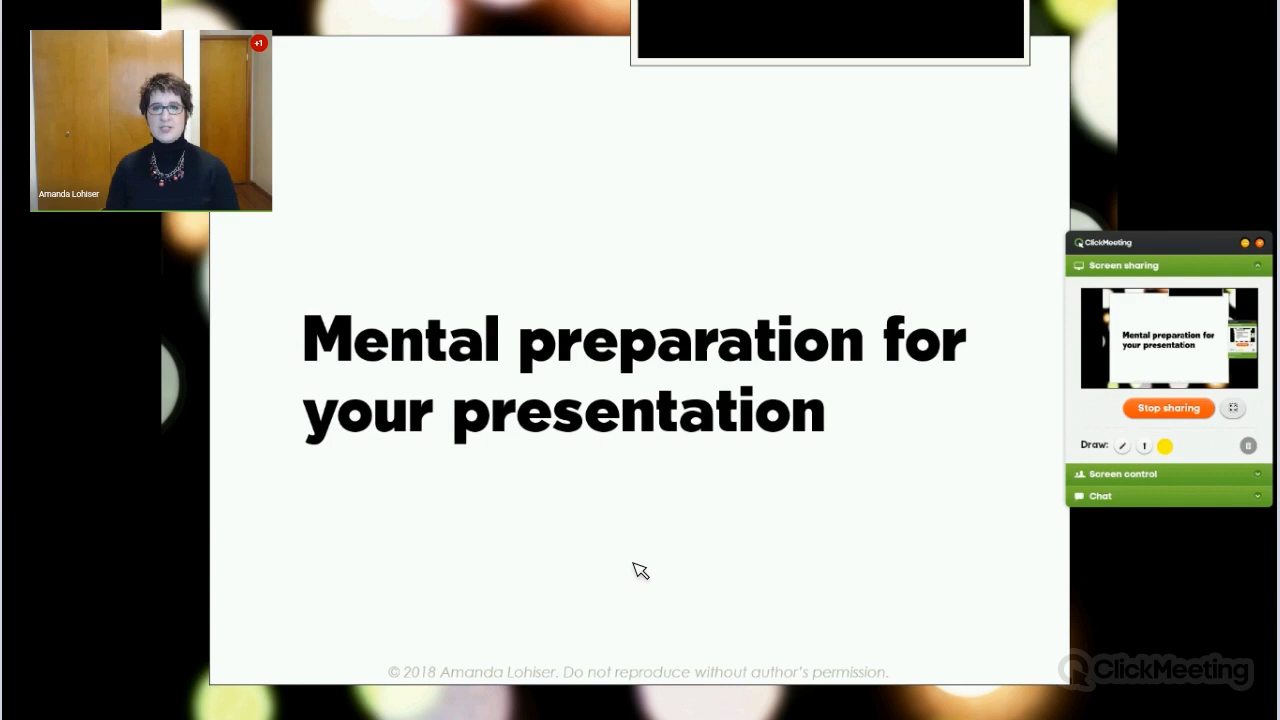 +1
Amanda Lohiser
Mental preparation for
your presentation
© 2018 Amanda Lohiser. Do not reproduce without author's permission.
ClickMeeting
Screen sharing
Mental preparation for
your presentation
Stop sharing
Draw:
Screen control
Chat
ClickMeeting